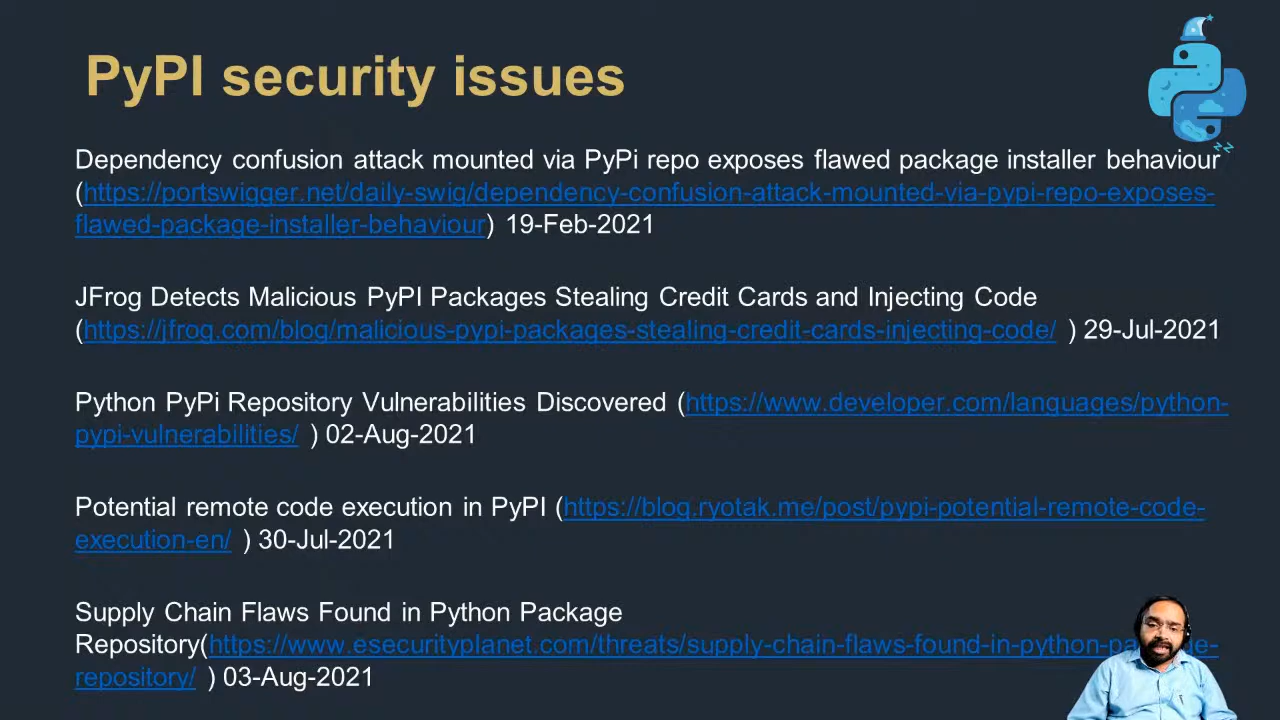 PyPI security issues
Dependency confusion attack mounted via PyPi repo exposes flawed package installer behaviour
(https://portswigger.net/daily-swig/dependency-confusion-attack-mounted-via-pypi-repo-exposes-
flawed-package-installer-behaviour) 19-Feb-2021
JFrog Detects Malicious PyPI Packages Stealing Credit Cards and Injecting Code
(https://jfrog.com/blog/malicious-pypi-packages-stealing-credit-cards-injecting-code/ ) 29-Jul-2021
Python PyPi Repository Vulnerabilities Discovered (https://www.developer.com/languages/python-
pypi-vulnerabilities/ ) 02-Aug-2021
Potential remote code execution in PyPI (https://blog.ryotak.me/post/pypi-potential-remote-code-
execution-en/ ) 30-Jul-2021
Supply Chain Flaws Found in Python Package
Repository(https://www.esecurityplanet.com/threats/supply-chain-flaws-found-in-python-
repository/ ) 03-Aug-2021
zz